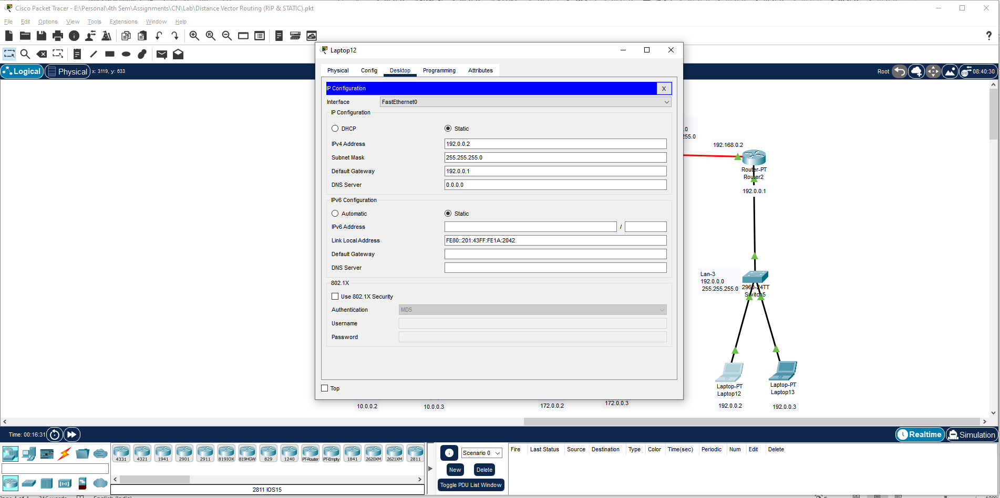 Cisco Packet Tracer - E:\Personal\4th Sem\Assignments\CN\Lab\Distance Vector Routing (RIP & STATIC).pkt
File Edit Options View Tools Extensions Window Help
Logical Physical x: 3119, y: 633
Root 08:40:30
Laptop12
Physical Config Desktop Programming Attributes
IP Configuration X
Interface FastEthernet0
IP Configuration
DHCP Static
IPv4 Address 192.0.0.2
Subnet Mask 255.255.255.0
Default Gateway 192.0.0.1
DNS Server 0.0.0.0
IPv6 Configuration
Automatic Static
IPv6 Address /
Link Local Address FE80::201:43FF:FE1A:2042
Default Gateway
DNS Server
802.1X
Use 802.1X Security
Authentication MD5
Username
Password
Top
.0
255.0
192.168.0.2
Router-PT
Router2
192.0.0.1
Lan-3
192.0.0.0
255.255.255.0
2960-24TT
Switch5
Laptop-PT
Laptop12
192.0.0.2
Laptop-PT
Laptop13
192.0.0.3
10.0.0.2
10.0.0.3
172.0.0.2
172.0.0.3
Time: 00:16:31
Realtime Simulation
4331 4321 1941 2901 2911 819IOX 819HGW 829 1240 PT-Router PT-Empty 1841 2620XM 2621XM 2811
2811 IOS15
Scenario 0
New Delete
Toggle PDU List Window
Fire Last Status Source Destination Type Color Time(sec) Periodic Num Edit Delete